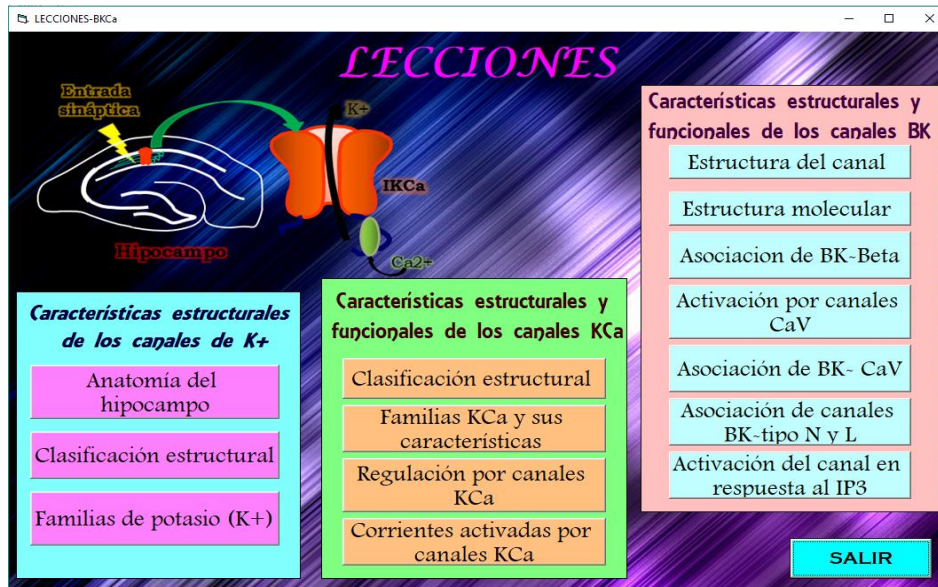 LECCIONES-BKCa
LECCIONES
Entrada
sináptica
K+
IKCa
Hipocampo
Ca2+
Características estructurales
de los canales de K+
Anatomía del
hipocampo
Clasificación estructural
Familias de potasio (K+)
Características estructurales y
funcionales de los canales KCa
Clasificación estructural
Familias KCa y sus
características
Regulación por canales
KCa
Corrientes activadas por
canales KCa
Características estructurales y
funcionales de los canales BK
Estructura del canal
Estructura molecular
Asociacion de BK-Beta
Activación por canales
CaV
Asociación de BK- CaV
Asociación de canales
BK-tipo N y L
Activación del canal en
respuesta al IP3
SALIR